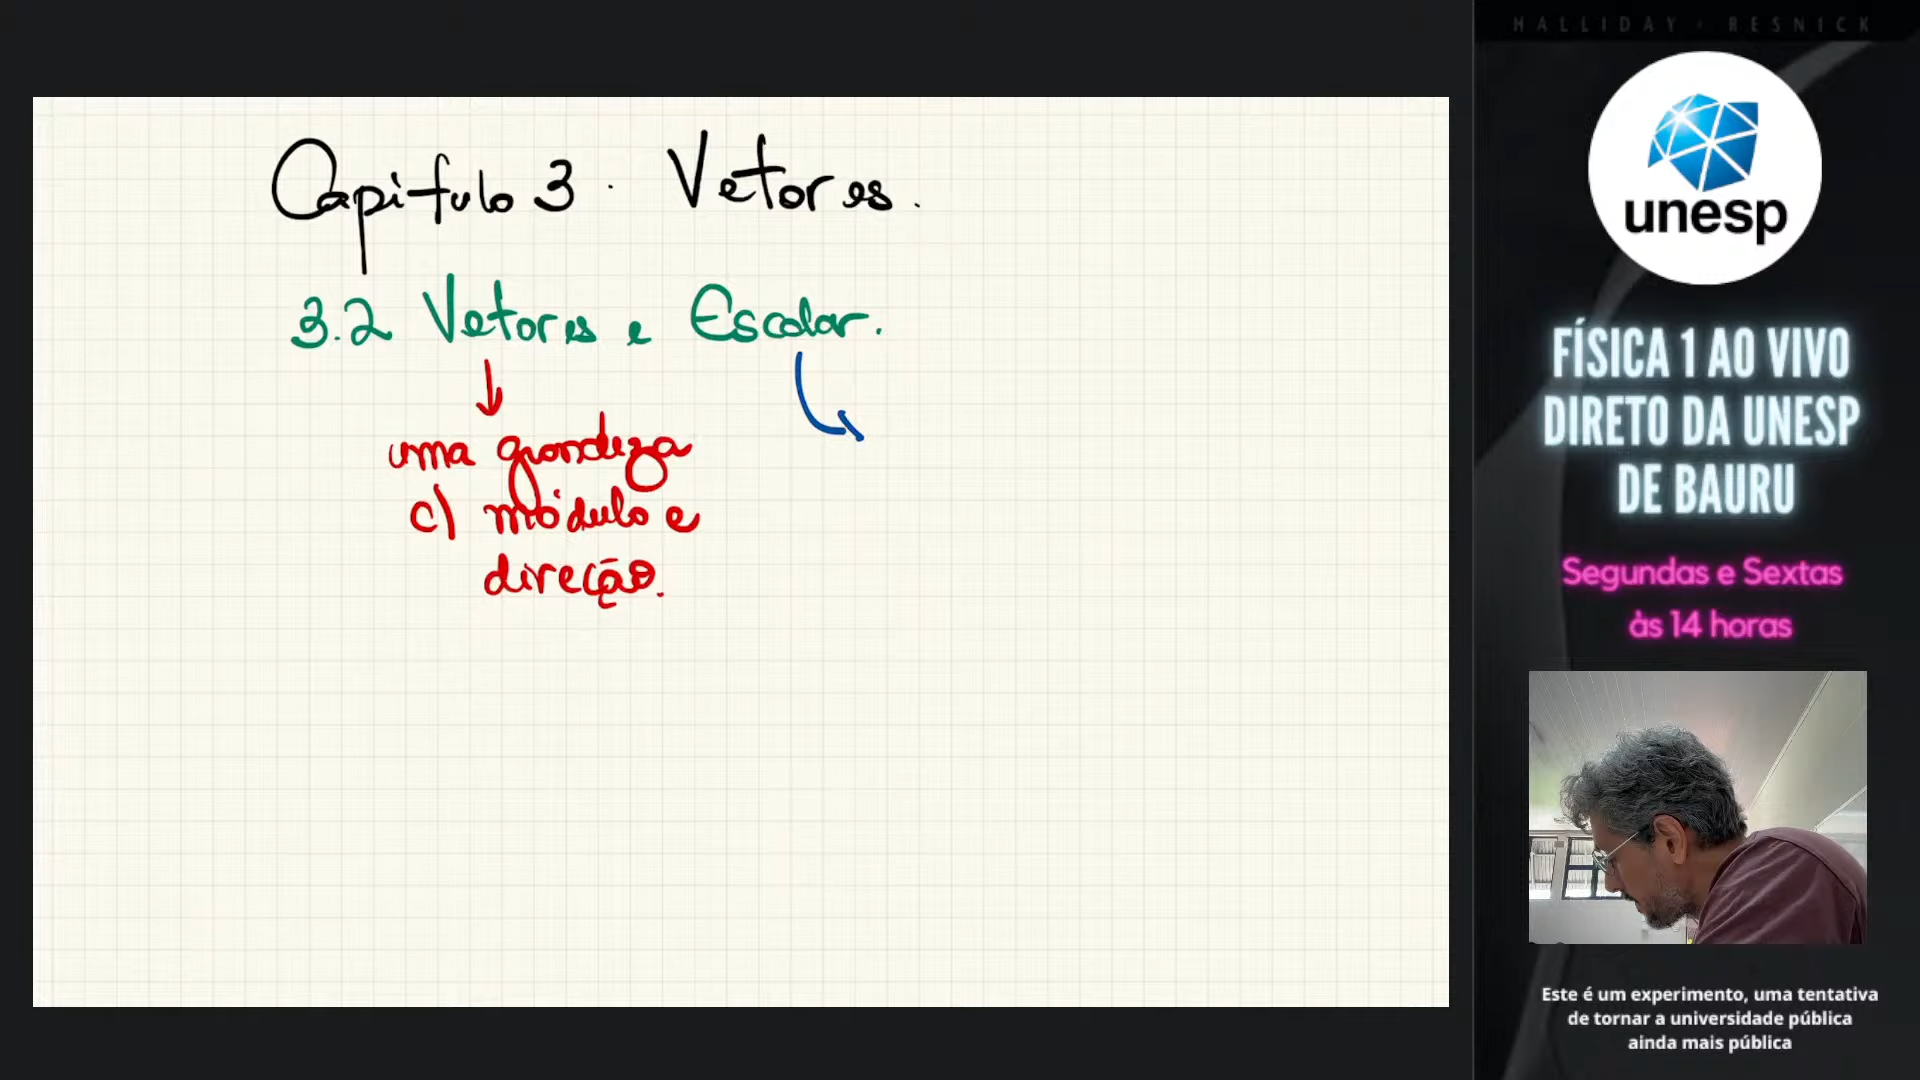 Capítulo 3. Vetores.
3.2 Vetores e Escalar.
uma grandeza
c/ módulo e
direção.
HALLIDAY · RESNICK
unesp
FÍSICA 1 AO VIVO
DIRETO DA UNESP
DE BAURU
Segundas e Sextas
às 14 horas
Este é um experimento, uma tentativa
de tornar a universidade pública
ainda mais pública